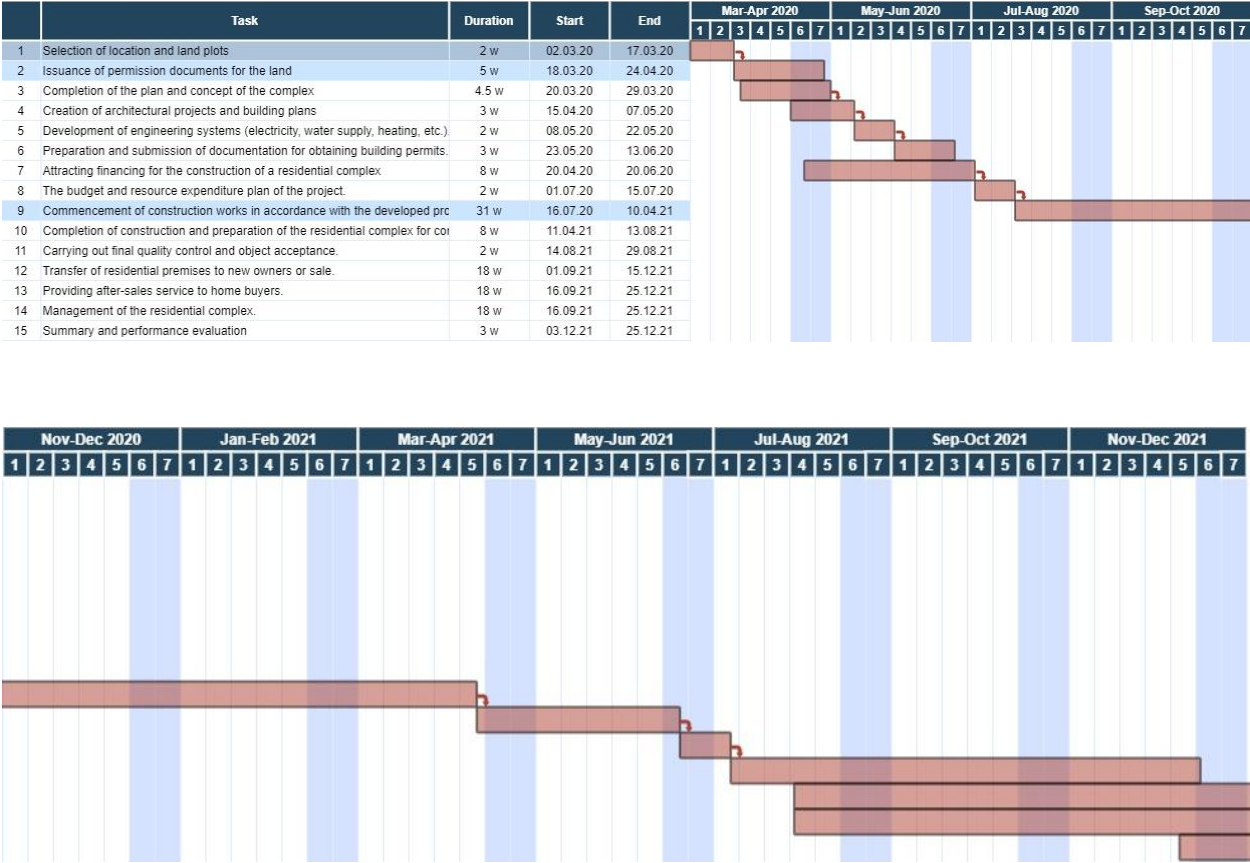 Task Duration Start End Mar-Apr 2020 May-Jun 2020 Jul-Aug 2020 Sep-Oct 2020
1 2 3 4 5 6 7 1 2 3 4 5 6 7 1 2 3 4 5 6 7 1 2 3 4 5 6 7
1 Selection of location and land plots 2 w 02.03.20 17.03.20
2 Issuance of permission documents for the land 5 w 18.03.20 24.04.20
3 Completion of the plan and concept of the complex 4.5 w 20.03.20 29.03.20
4 Creation of architectural projects and building plans 3 w 15.04.20 07.05.20
5 Development of engineering systems (electricity, water supply, heating, etc.). 2 w 08.05.20 22.05.20
6 Preparation and submission of documentation for obtaining building permits. 3 w 23.05.20 13.06.20
7 Attracting financing for the construction of a residential complex 8 w 20.04.20 20.06.20
8 The budget and resource expenditure plan of the project. 2 w 01.07.20 15.07.20
9 Commencement of construction works in accordance with the developed pro 31 w 16.07.20 10.04.21
10 Completion of construction and preparation of the residential complex for cor 8 w 11.04.21 13.08.21
11 Carrying out final quality control and object acceptance. 2 w 14.08.21 29.08.21
12 Transfer of residential premises to new owners or sale. 18 w 01.09.21 15.12.21
13 Providing after-sales service to home buyers. 18 w 16.09.21 25.12.21
14 Management of the residential complex. 18 w 16.09.21 25.12.21
15 Summary and performance evaluation 3 w 03.12.21 25.12.21
Nov-Dec 2020 Jan-Feb 2021 Mar-Apr 2021 May-Jun 2021 Jul-Aug 2021 Sep-Oct 2021 Nov-Dec 2021
1 2 3 4 5 6 7 1 2 3 4 5 6 7 1 2 3 4 5 6 7 1 2 3 4 5 6 7 1 2 3 4 5 6 7 1 2 3 4 5 6 7 1 2 3 4 5 6 7